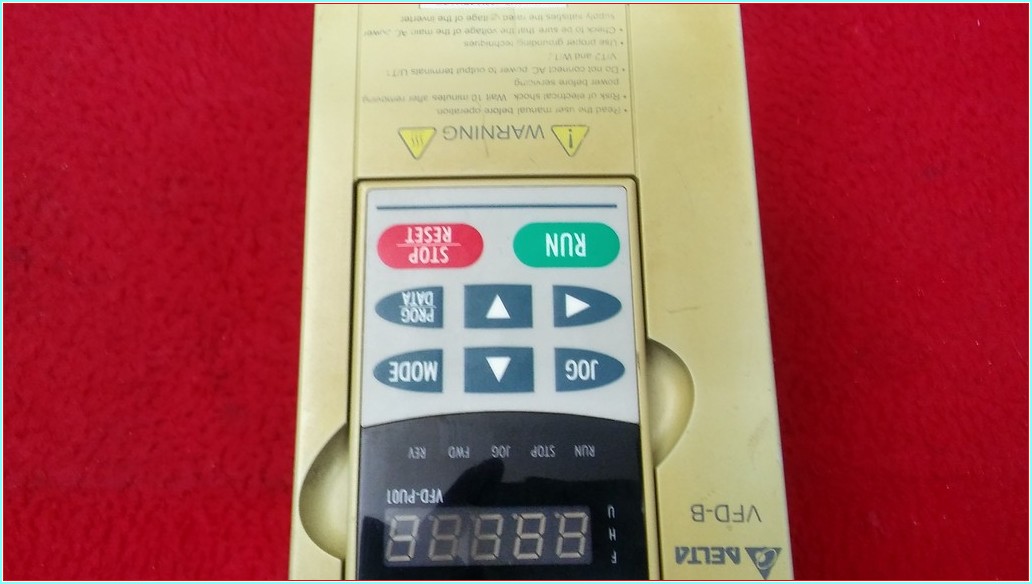 DELTA
VFD-B
F
H
U
VFD-PU01
RUN STOP JOG FWD REV
JOG MODE
PROG
DATA
RUN STOP
RESET
WARNING
• Read the user manual before operation
• Risk of electrical shock. Wait 10 minutes after removing
power before servicing
• Do not connect AC power to output terminals U/T1
V/T2 and
• Use proper grounding techniques
• Check to be sure that the voltage of the main AC power
supply satisfies the rated voltage of the inverter